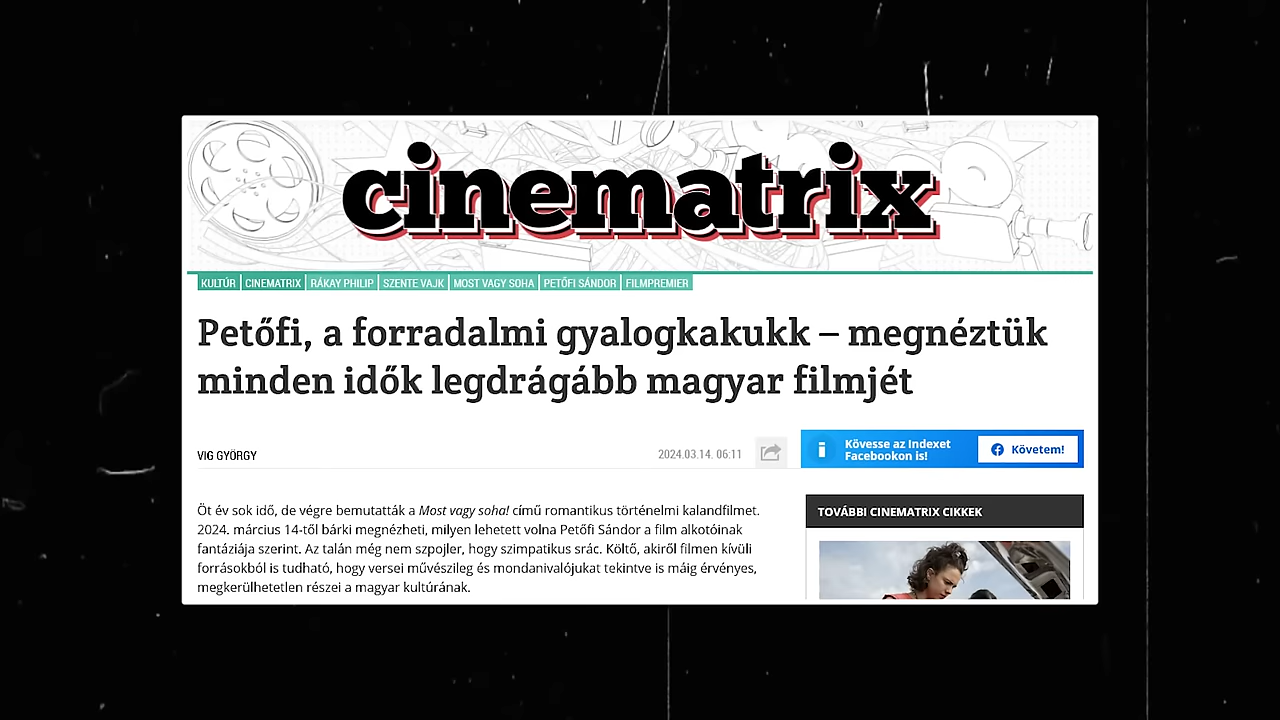 cinematrix
KULTÚR CINEMATRIX RÁKAY PHILIP SZENTE VAJK MOST VAGY SOHA PETŐFI SÁNDOR FILMPREMIER
Petőfi, a forradalmi gyalogkakukk – megnéztük
minden idők legdrágább magyar filmjét
VIG GYÖRGY
2024.03.14. 06:11
Kövesse az Indexet
Facebookon is!
Követem!
Öt év sok idő, de végre bemutatták a Most vagy soha! című romantikus történelmi kalandfilmet.
2024. március 14-től bárki megnézheti, milyen lehetett volna Petőfi Sándor a film alkotóinak
fantáziája szerint. Az talán még nem szpojler, hogy szimpatikus srác. Költő, akiről filmen kívüli
forrásokból is tudható, hogy versei művészileg és mondanivalójukat tekintve is máig érvényes,
megkerülhetetlen részei a magyar kultúrának.
TOVÁBBI CINEMATRIX CIKKEK